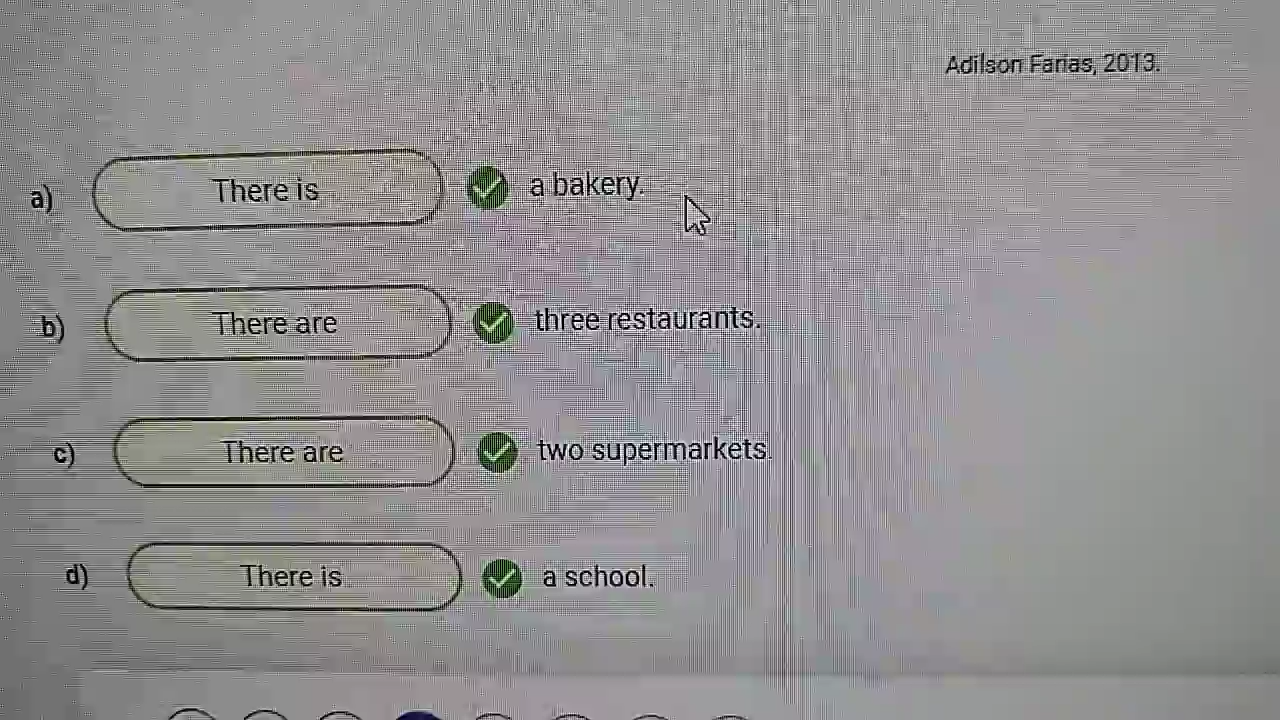 Adilson Farias, 2013.
a) There is a bakery.
b) There are three restaurants.
c) There are two supermarkets.
d) There is a school.